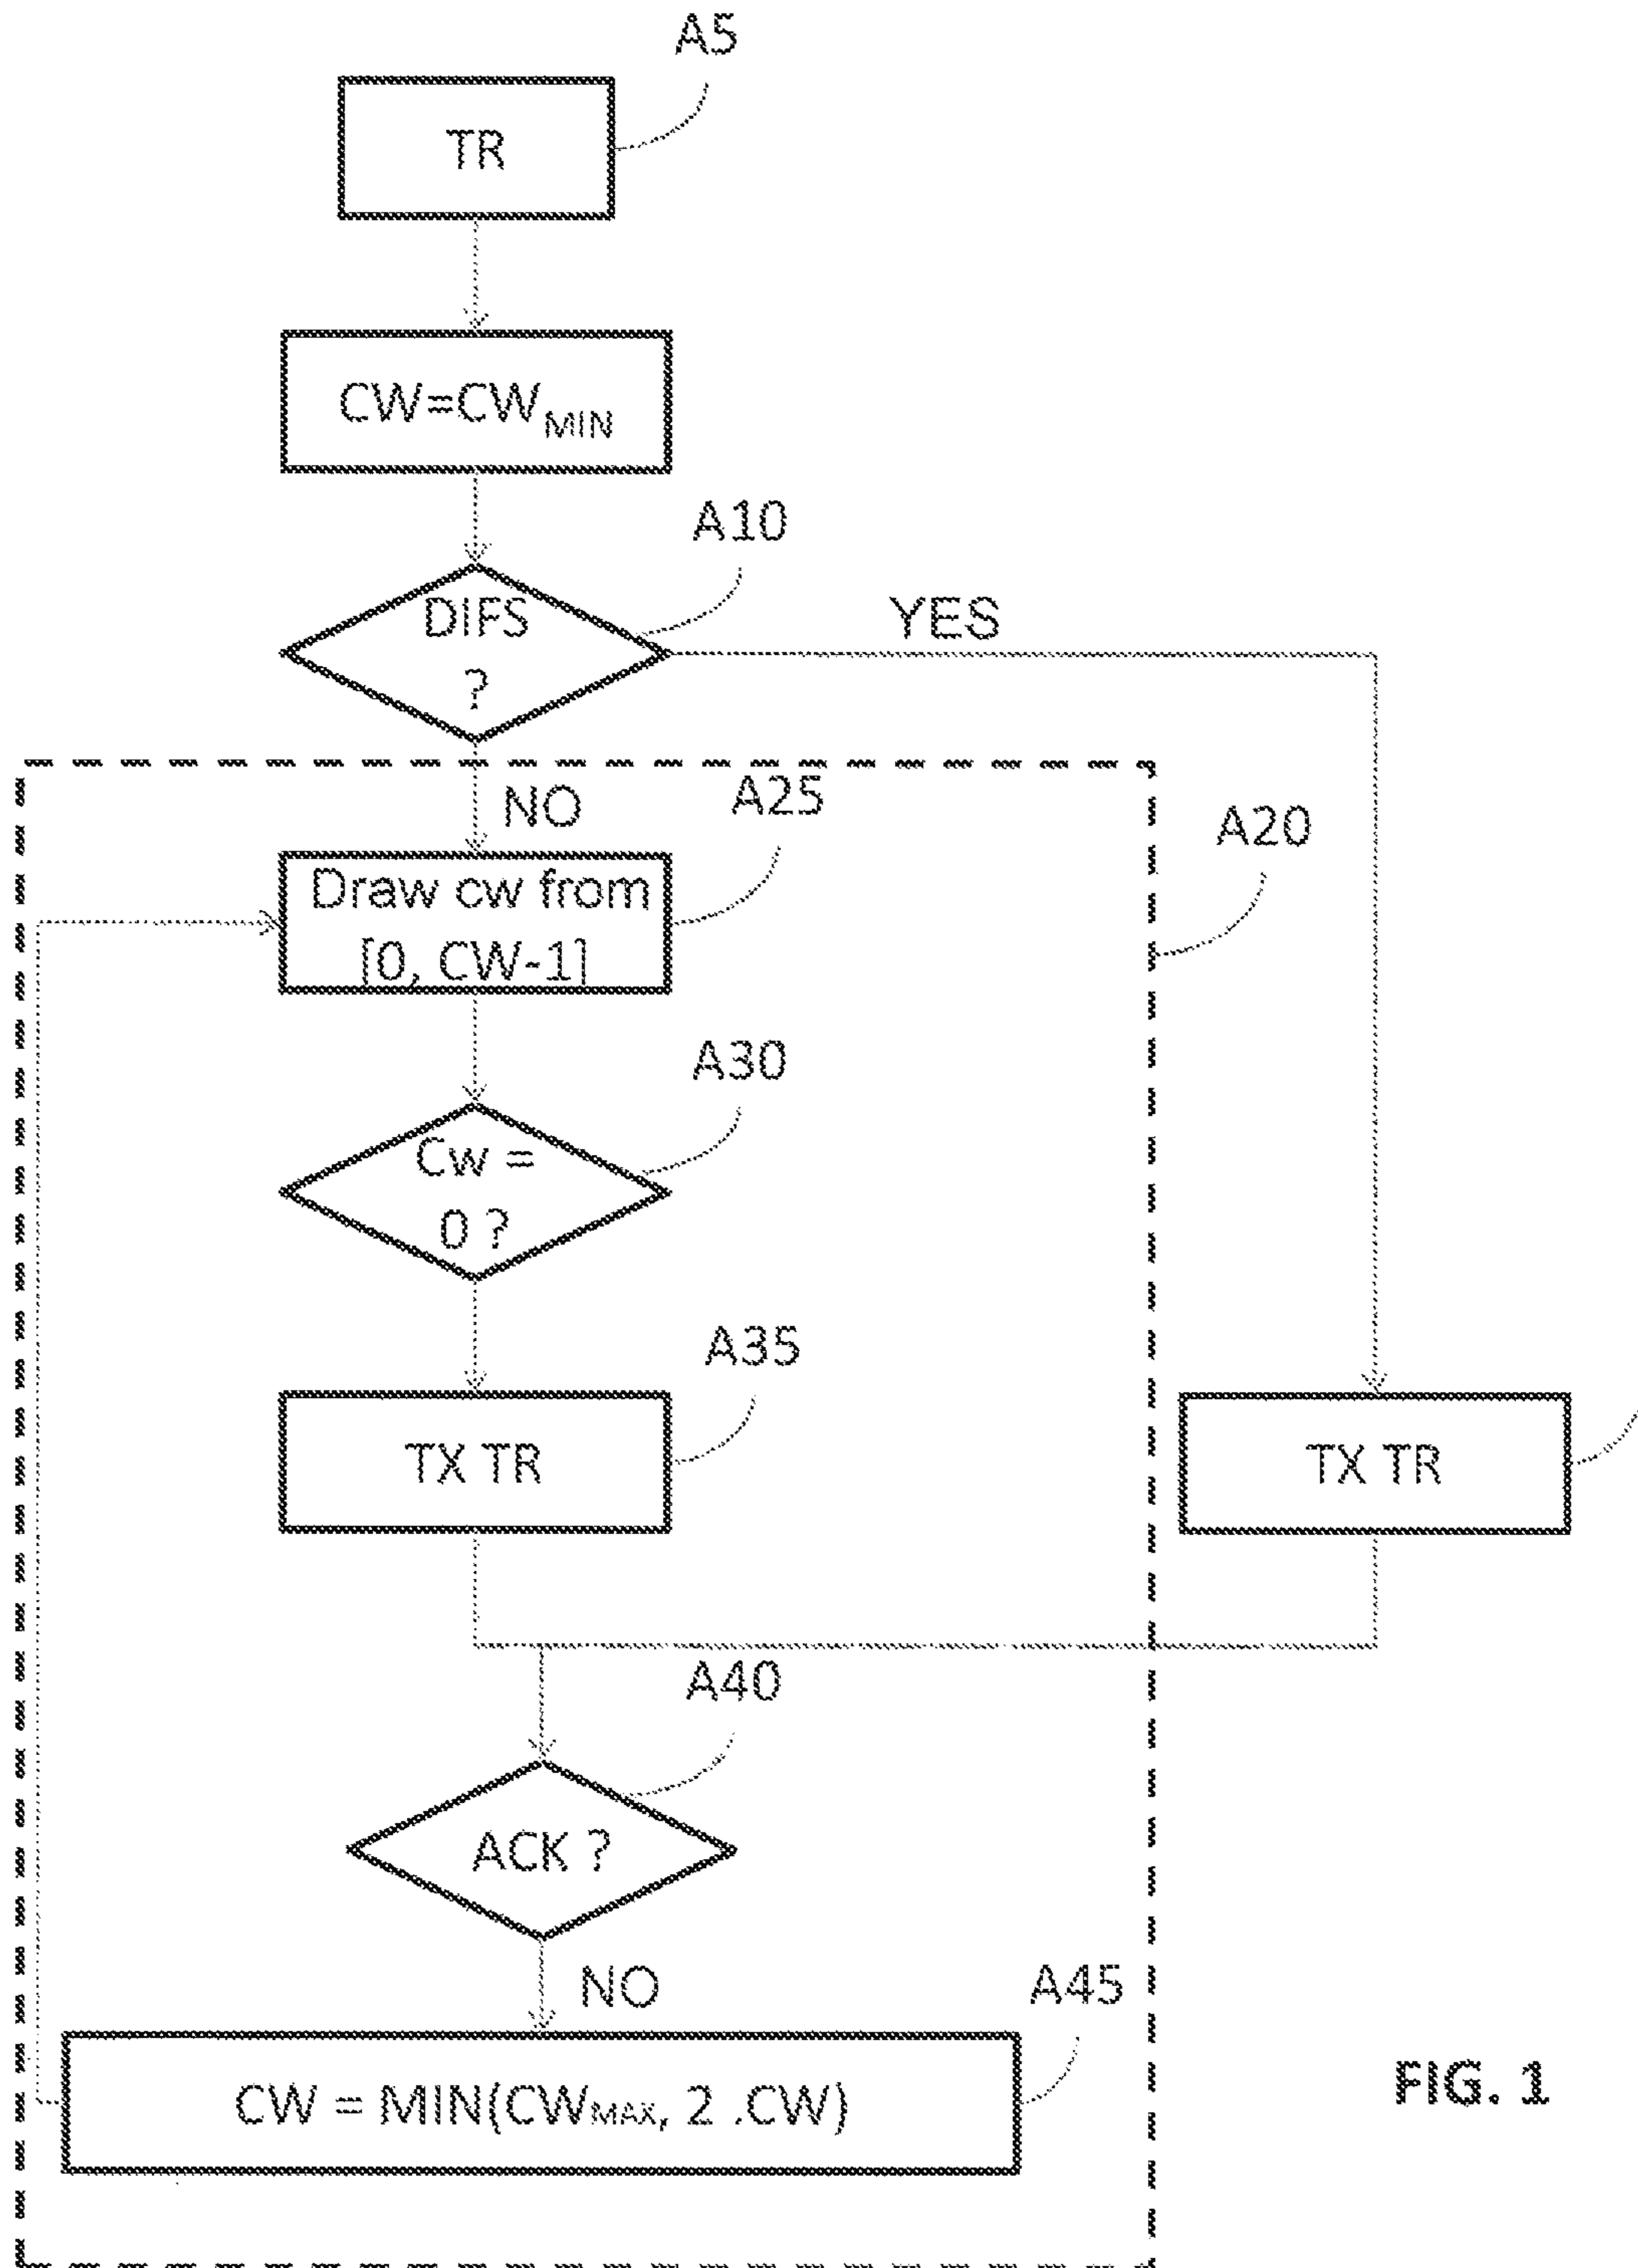 A5
TR
CW=CWMIN
A10
DIFS
?
YES
NO
A25
A20
Draw cw from
[0, CW-1]
A30
Cw =
0 ?
A35
TX TR
TX TR
A40
ACK ?
NO
A45
CW = MIN(CWMAX, 2 .CW)
FIG. 1